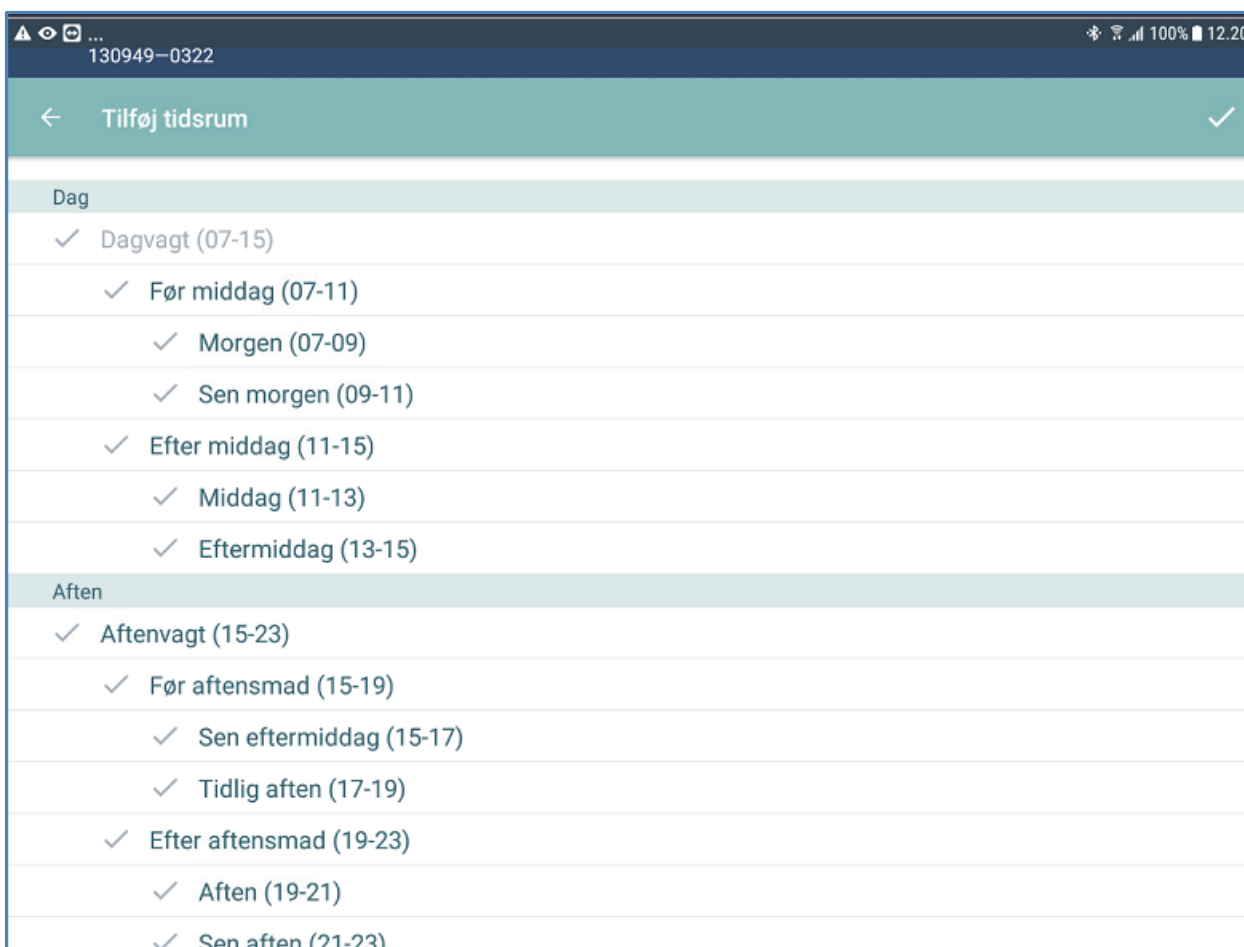 ...
100% 12.20
130949-0322
Tilføj tidsrum
Dag
Dagvagt (07-15)
Før middag (07-11)
Morgen (07-09)
Sen morgen (09-11)
Efter middag (11-15)
Middag (11-13)
Eftermiddag (13-15)
Aften
Aftenvagt (15-23)
Før aftensmad (15-19)
Sen eftermiddag (15-17)
Tidlig aften (17-19)
Efter aftensmad (19-23)
Aften (19-21)
Sen aften (21-23)